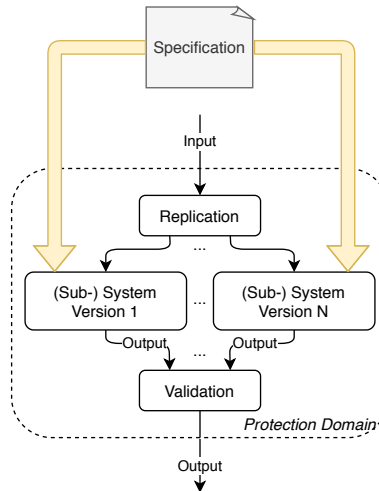 Specification
Input
Replication
...
(Sub-) System
Version 1
...
(Sub-) System
Version N
Output
...
Output
Validation
Protection Domain
Output